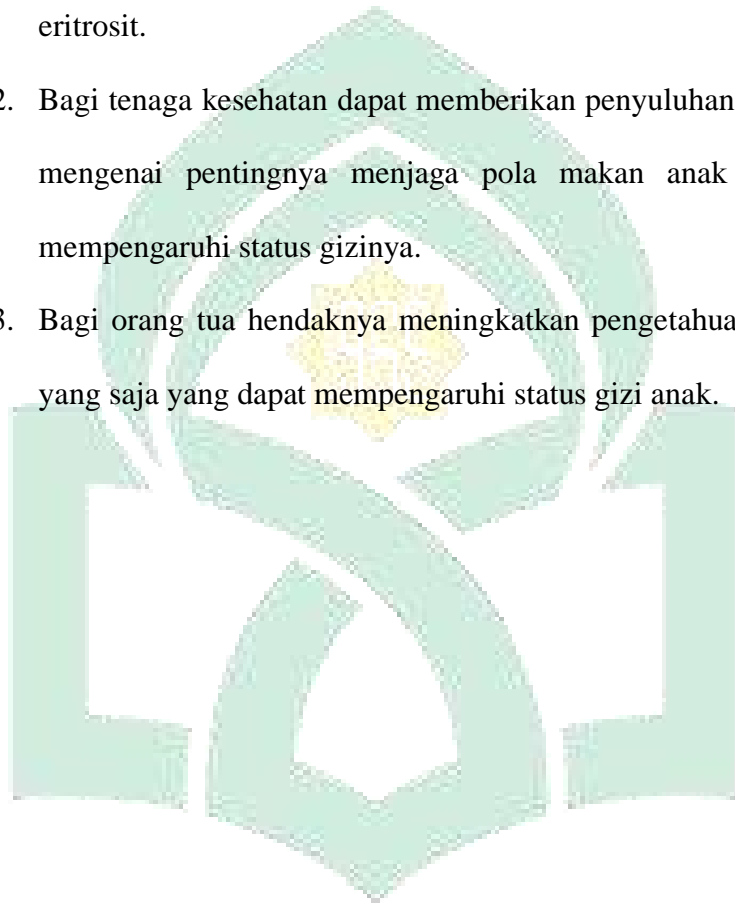 eritrosit.
2. Bagi tenaga kesehatan dapat memberikan penyuluhan
mengenai pentingnya menjaga pola makan anak
mempengaruhi status gizinya.
3. Bagi orang tua hendaknya meningkatkan pengetahua
yang saja yang dapat mempengaruhi status gizi anak.